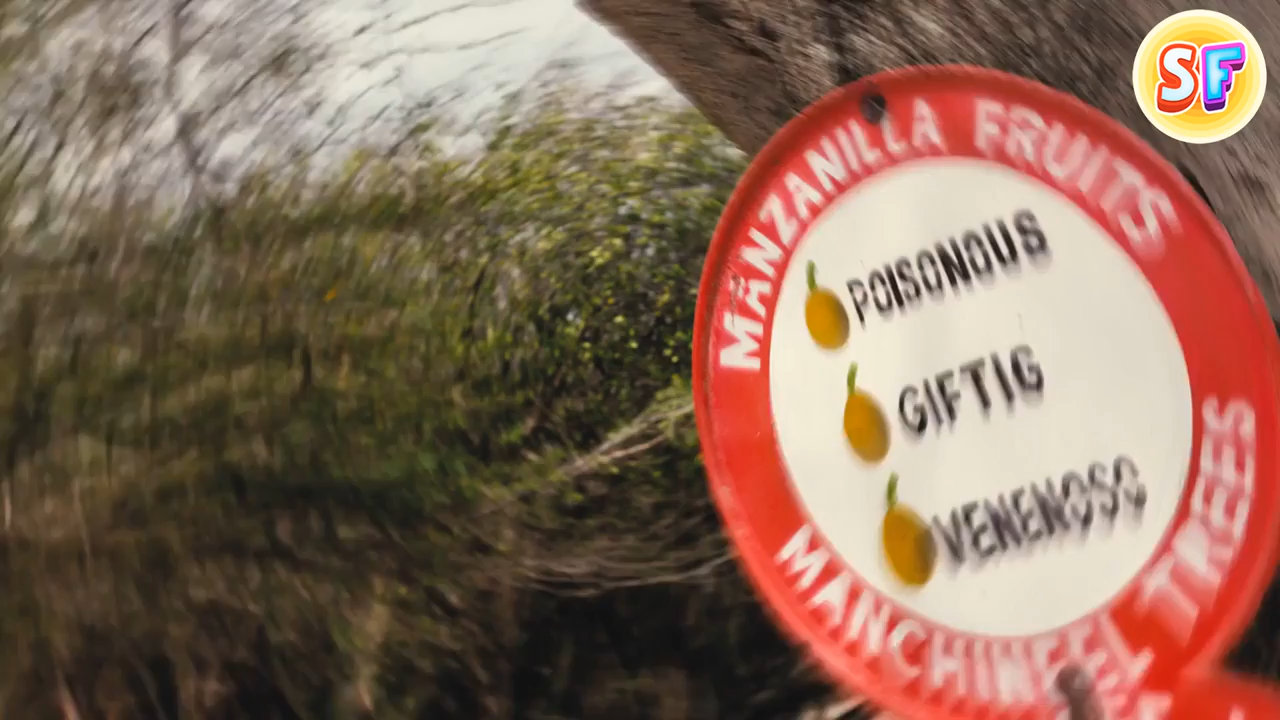 SF
MANZANILLA FRUITS
POISONOUS
GIFTIG
VENENOSO
MANCHINEEL TREES